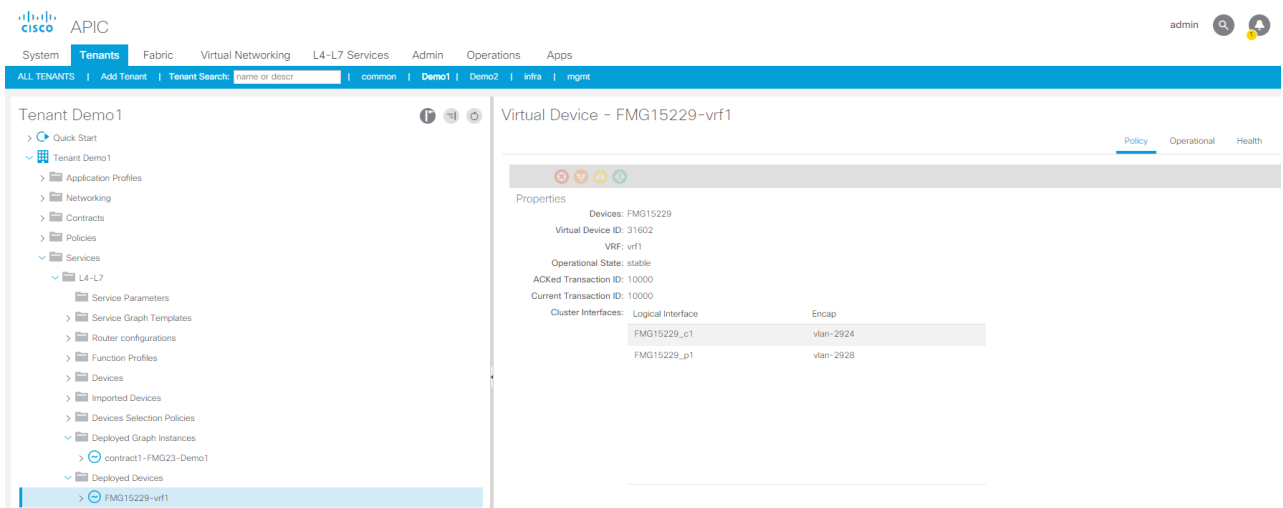 CISCO APIC admin 1
System Tenants Fabric Virtual Networking L4-L7 Services Admin Operations Apps
ALL TENANTS | Add Tenant | Tenant Search: name or descr | common | Demo1 | Demo2 | infra | mgmt
Tenant Demo1
Quick Start
Tenant Demo1
Application Profiles
Networking
Contracts
Policies
Services
L4-L7
Service Parameters
Service Graph Templates
Router configurations
Function Profiles
Devices
Imported Devices
Devices Selection Policies
Deployed Graph Instances
contract1-FMG23-Demo1
Deployed Devices
FMG15229-vrf1
Virtual Device - FMG15229-vrf1
Policy Operational Health
Properties
Devices: FMG15229
Virtual Device ID: 31602
VRF: vrf1
Operational State: stable
ACKed Transaction ID: 10000
Current Transaction ID: 10000
Cluster Interfaces: Logical Interface Encap
FMG15229_c1 vlan-2924
FMG15229_p1 vlan-2928